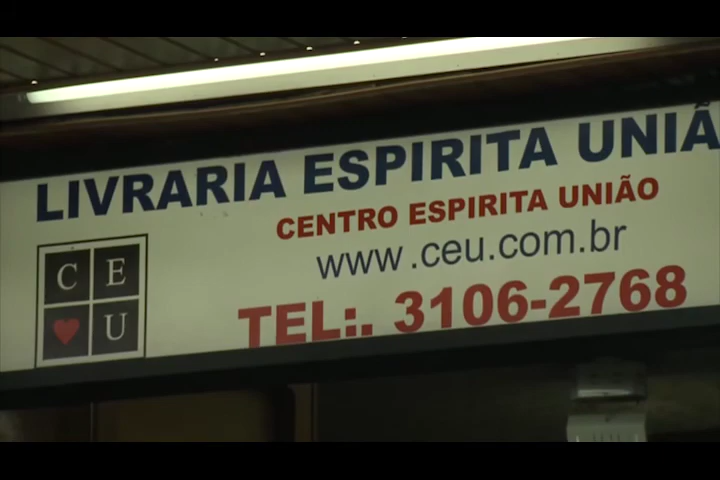 LIVRARIA ESPIRITA UNIÃ
CENTRO ESPIRITA UNIÃO
www.ceu.com.br
TEL:. 3106-2768
C E
U